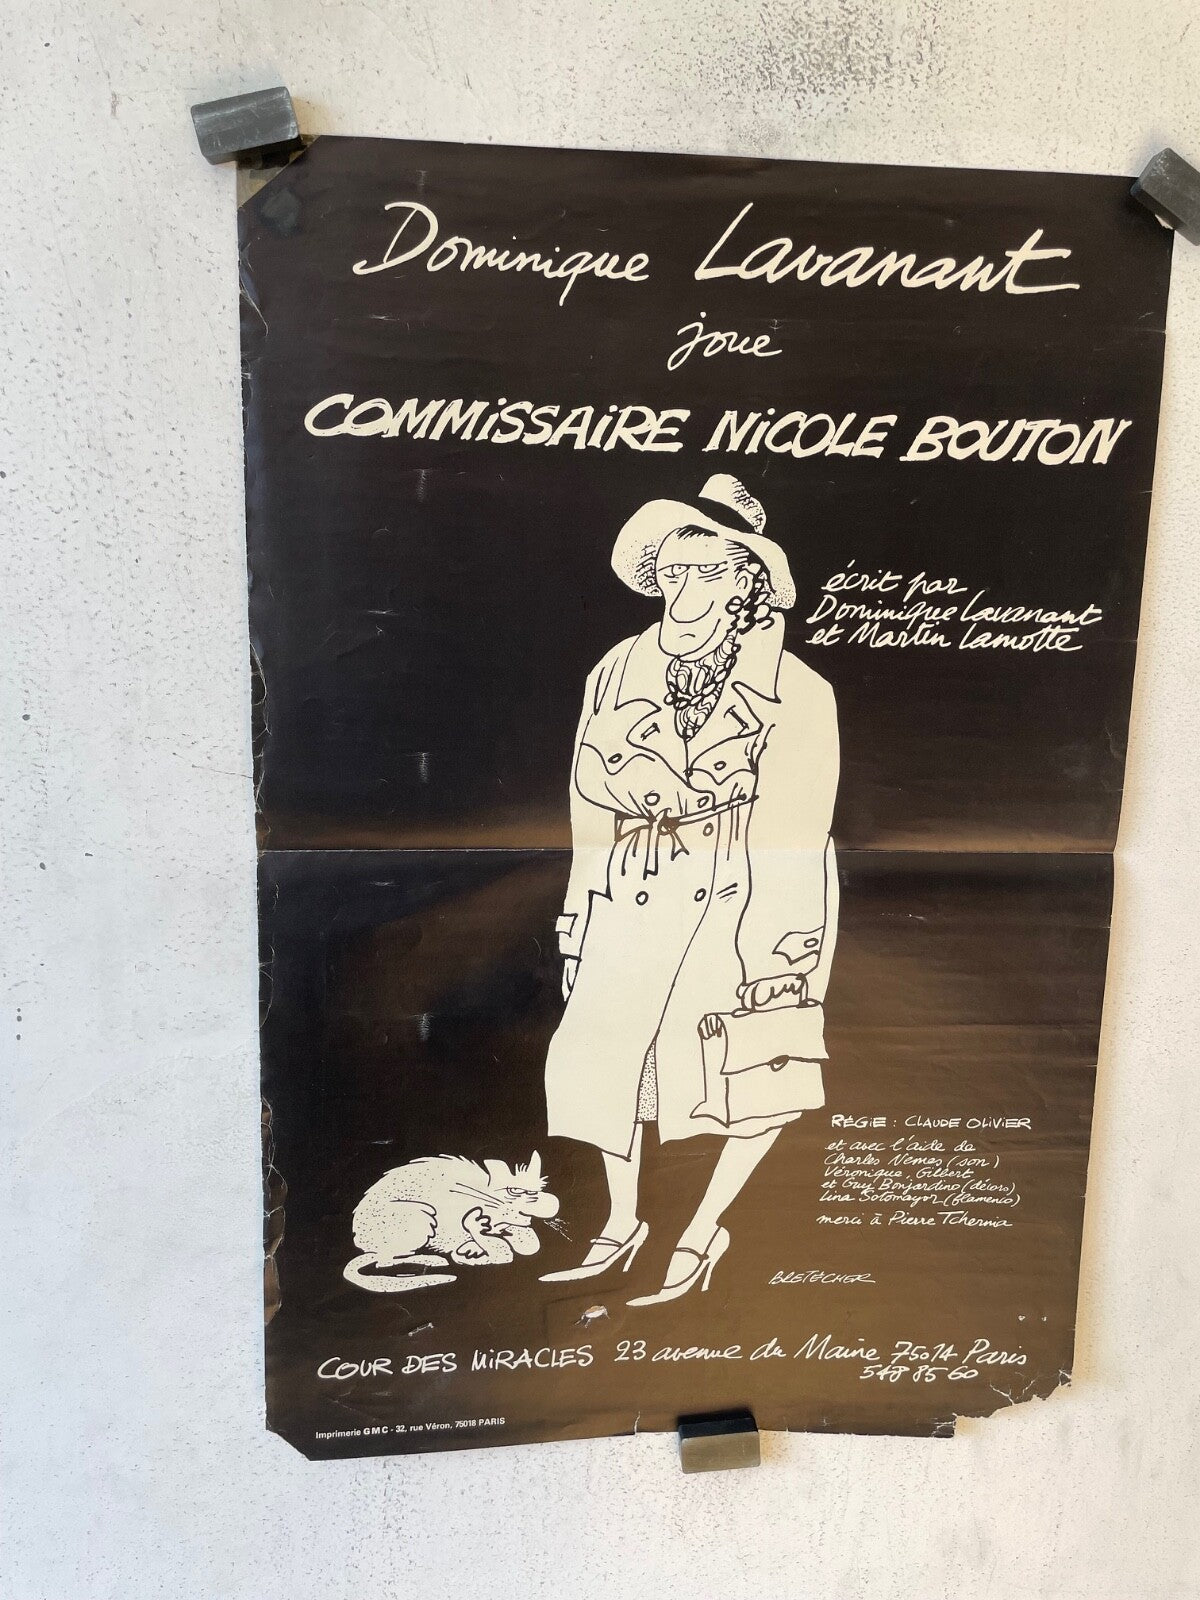 Dominique Lavanant
joue
COMMiSSAiRE NiCOLE BOUTON
écrit par
Dominique Lavanant
et Martin Lamotte
RÉGiE : CLAUDE OLiViER
et avec l'aide de
Charles Nemes (son)
Véronique, Gilbert
et Guy Bonjardino (décors)
Lina Sotomayor (flamenco)
merci à Pierre Tchernia
BRETÉCHER
COUR DES MiRACLES 23 avenue du Maine 75014 Paris
548 85 60
Imprimerie GMC - 32, rue Véron, 75018 PARIS